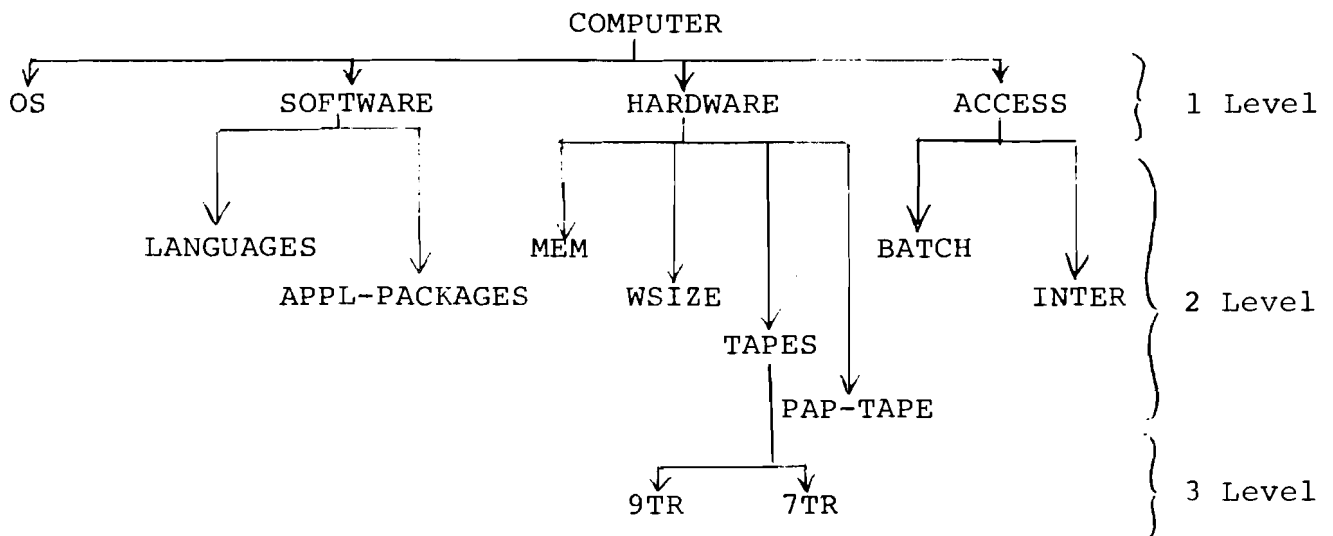 COMPUTER
OS SOFTWARE HARDWARE ACCESS 1 Level
LANGUAGES MEM BATCH
APPL-PACKAGES WSIZE INTER 2 Level
TAPES
PAP-TAPE
9TR 7TR 3 Level